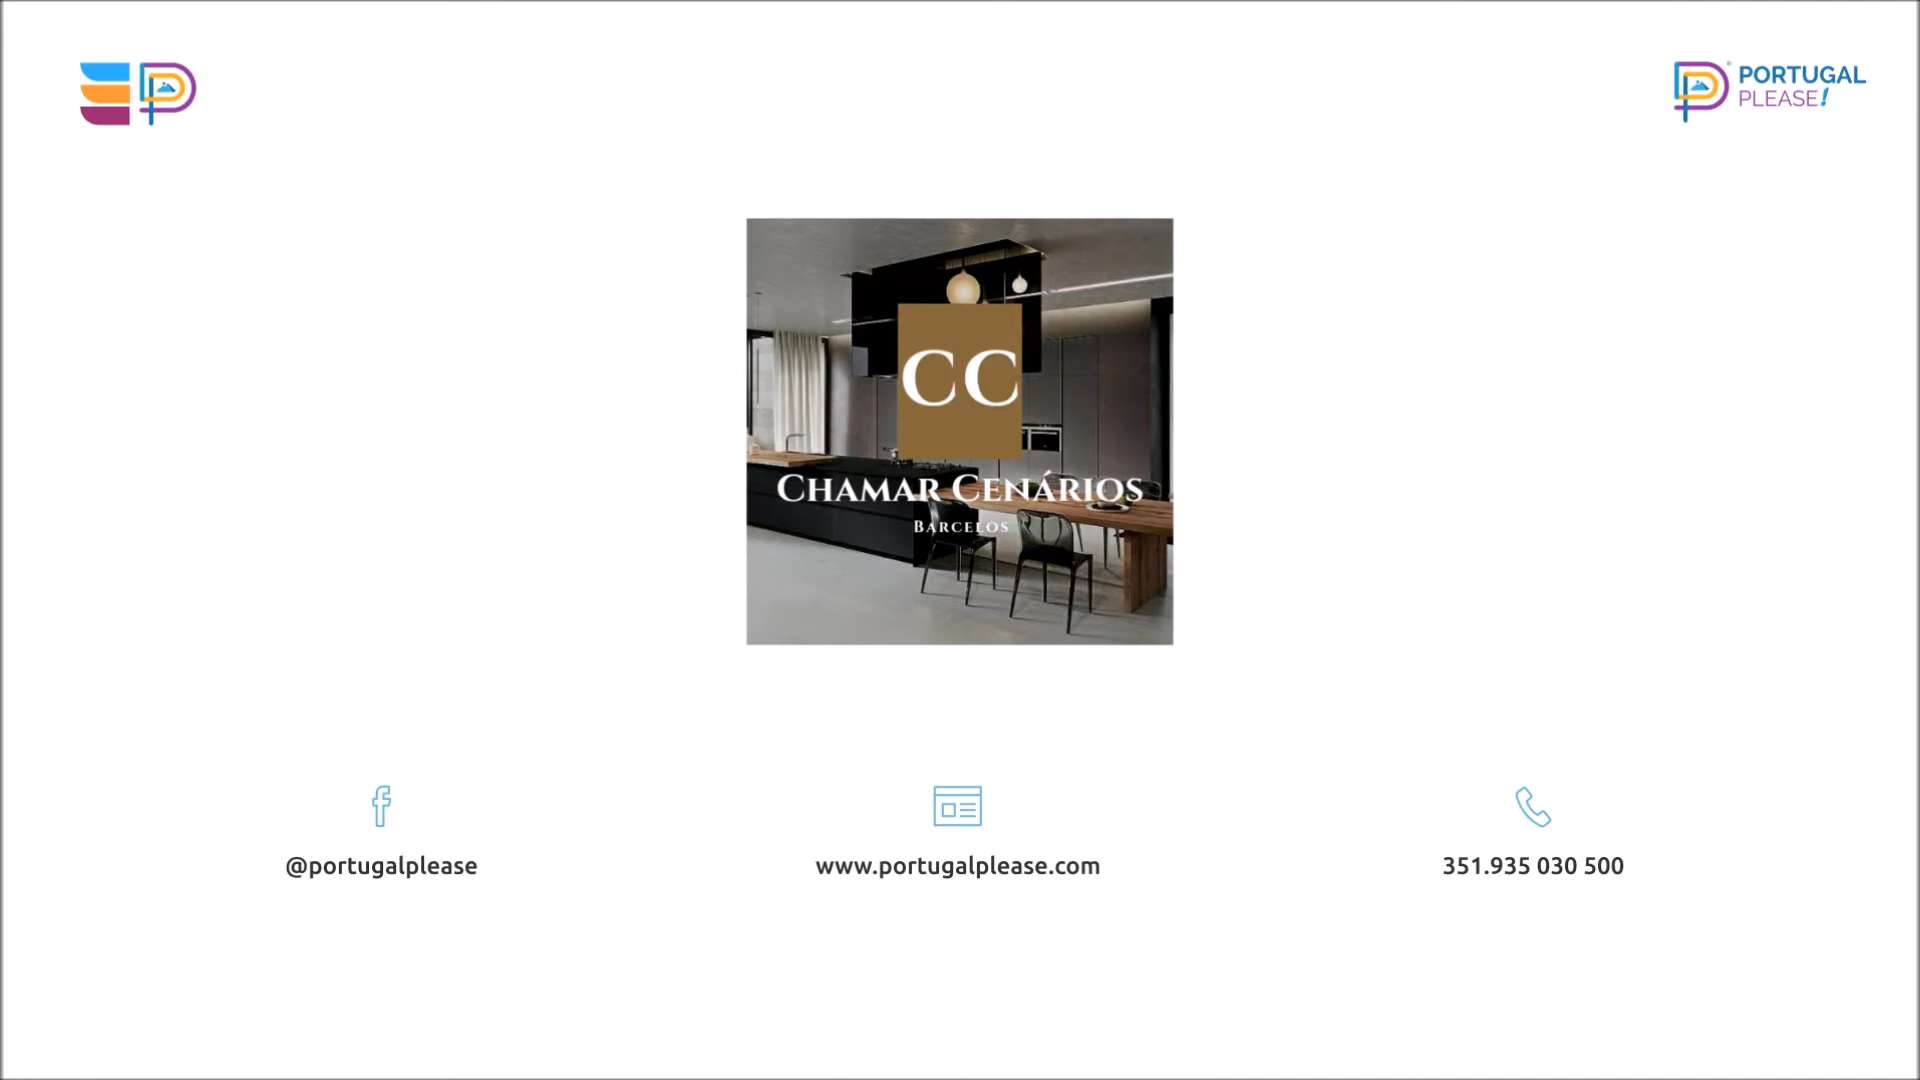 PORTUGAL
PLEASE!
CC
CHAMAR CENÁRIOS
BARCELOS
@portugalplease
www.portugalplease.com
351.935 030 500